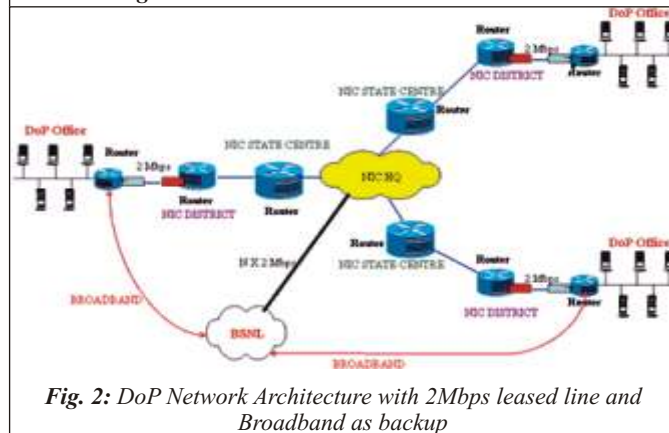 DoP Office
Router
2 Mbps
NIC DISTRICT
Router
NIC STATE CENTRE
Router
DoP Office
Router
2 Mbps
Router
NIC DISTRICT
NIC STATE CENTRE
Router
NIC HQ
Router
NIC STATE CENTRE
Router
NIC DISTRICT
2 Mbps
Router
DoP Office
N X 2 Mbps
BROADBAND
BSNL
BROADBAND
Fig. 2: DoP Network Architecture with 2Mbps leased line and
Broadband as backup